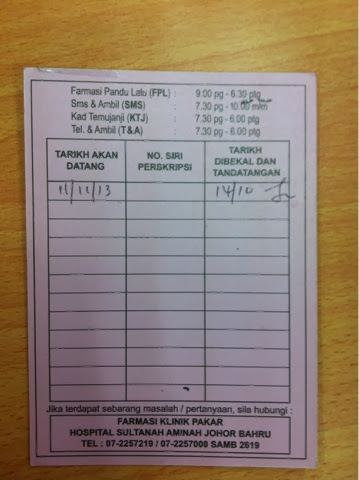 Farmasi Pandu Lalu (FPL) : 9.00 pg - 6.30 ptg
Sms & Ambil (SMS) : 7.30 pg - 10.00 mlm
Kad Temujanji (KTJ) : 7.30 pg - 6.00 ptg
Tel. & Ambil (T&A) : 7.30 pg - 6.00 ptg
TARIKH AKAN DATANG NO. SIRI PERSKRIPSI TARIKH DIBEKAL DAN TANDATANGAN
11/11/13 14/10
Jika terdapat sebarang masalah / pertanyaan, sila hubungi :
FARMASI KLINIK PAKAR
HOSPITAL SULTANAH AMINAH JOHOR BAHRU
TEL : 07-2257219 / 07-2257000 SAMB 2619